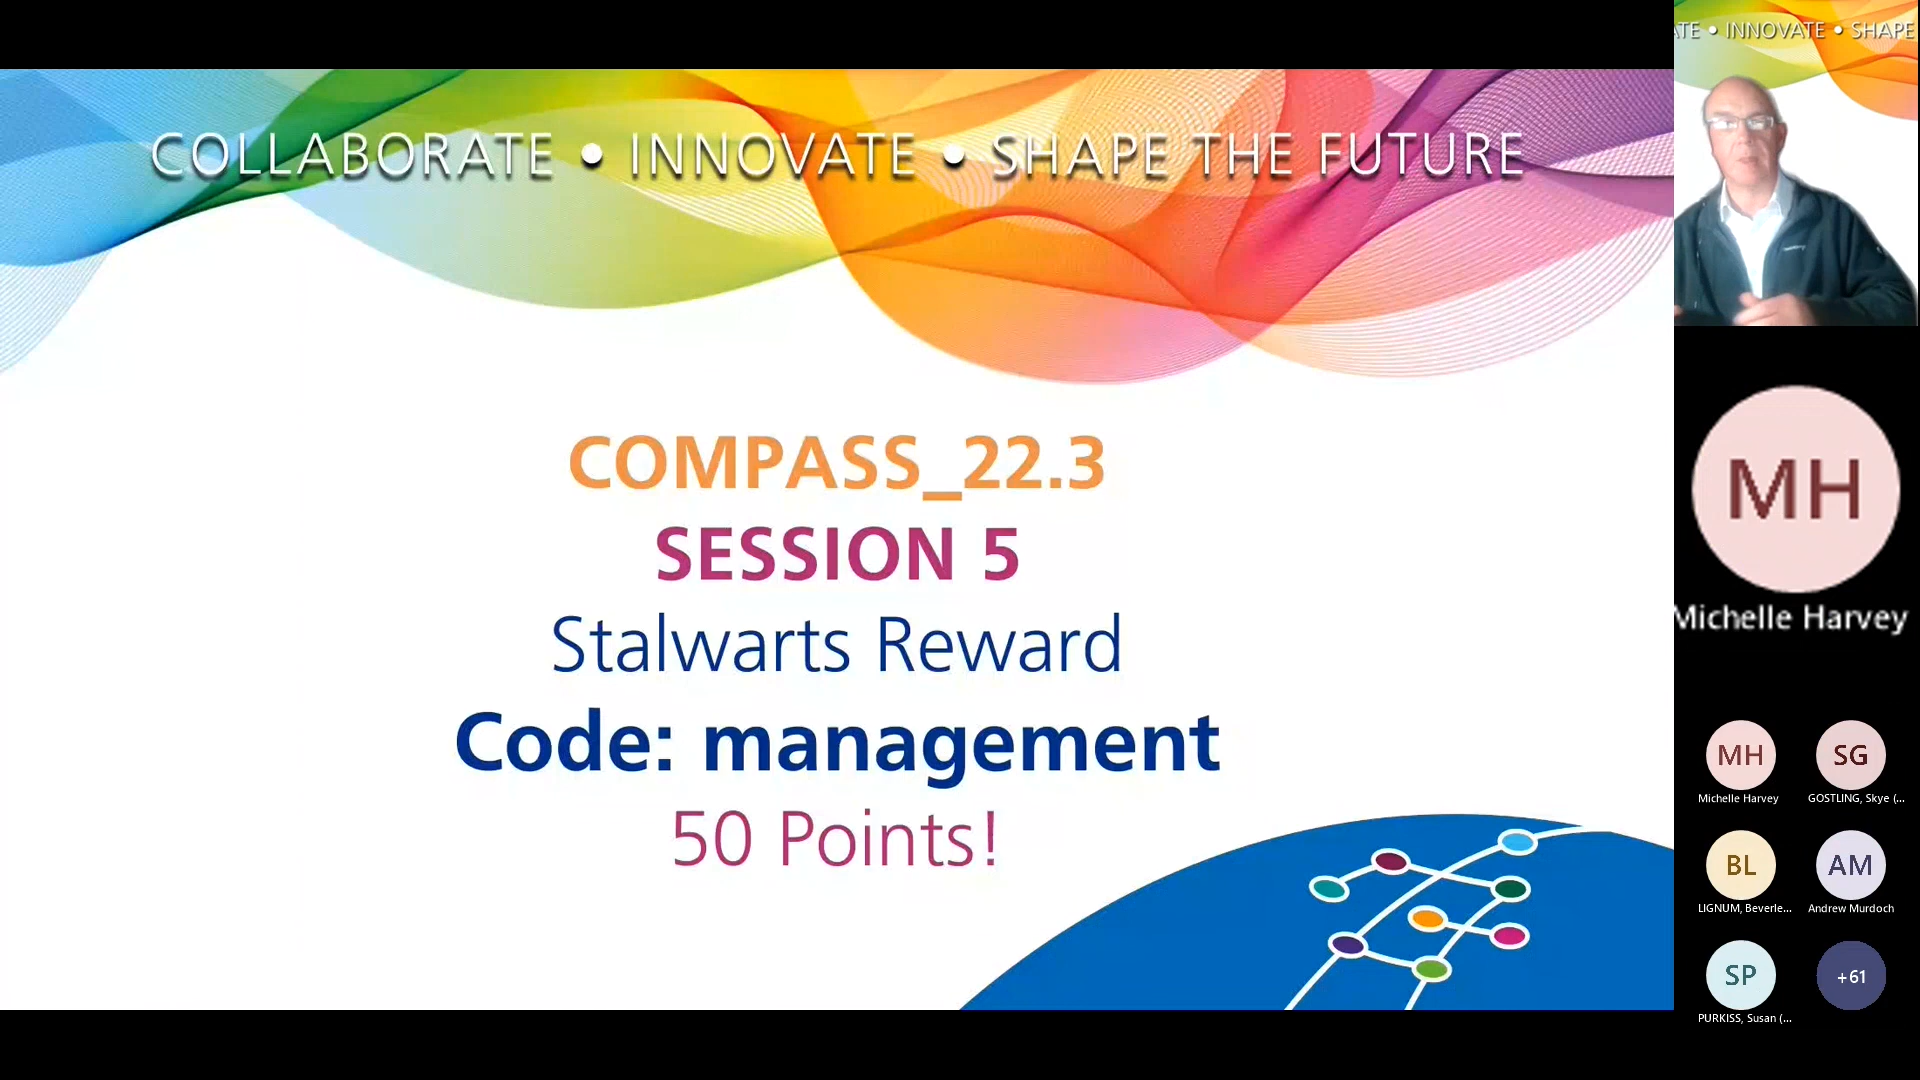 COLLABORATE • INNOVATE • SHAPE THE FUTURE
COMPASS_22.3
SESSION 5
Stalwarts Reward
Code: management
50 Points!
ATE • INNOVATE • SHAPE
MH
Michelle Harvey
MH
Michelle Harvey
SG
GOSTLING, Skye (...
BL
LIGNUM, Beverle...
AM
Andrew Murdoch
SP
PURKISS, Susan (...
+61